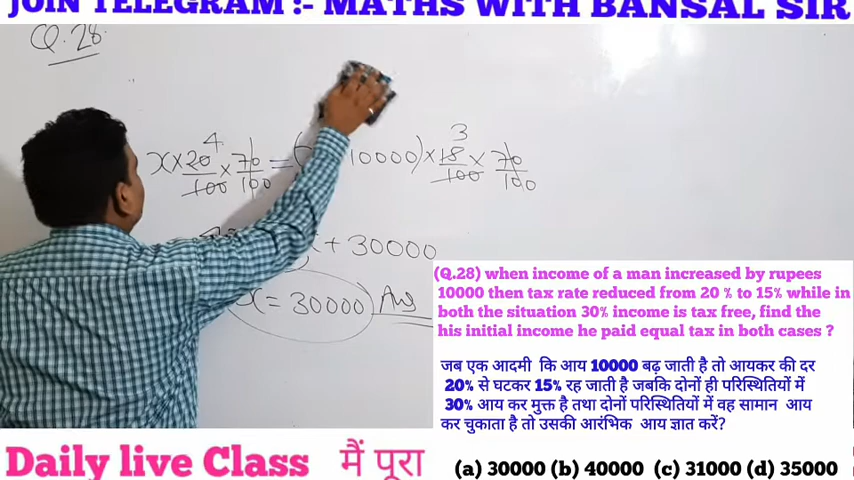 JOIN TELEGRAM :- MATHS WITH BANSAL SIR
Q.28
x × 20/100 × 70/100 = ( 10000) × 18/100 × 70/100
4 3
+ 30000
x = 30000 Ans
(Q.28) when income of a man increased by rupees
10000 then tax rate reduced from 20 % to 15% while in
both the situation 30% income is tax free, find the
his initial income he paid equal tax in both cases ?
जब एक आदमी कि आय 10000 बढ़ जाती है तो आयकर की दर
20% से घटकर 15% रह जाती है जबकि दोनों ही परिस्थितियों में
30% आय कर मुक्त है तथा दोनों परिस्थितियों में वह सामान आय
कर चुकाता है तो उसकी आरंभिक आय ज्ञात करें?
(a) 30000 (b) 40000 (c) 31000 (d) 35000
Daily live Class मैं पूरा